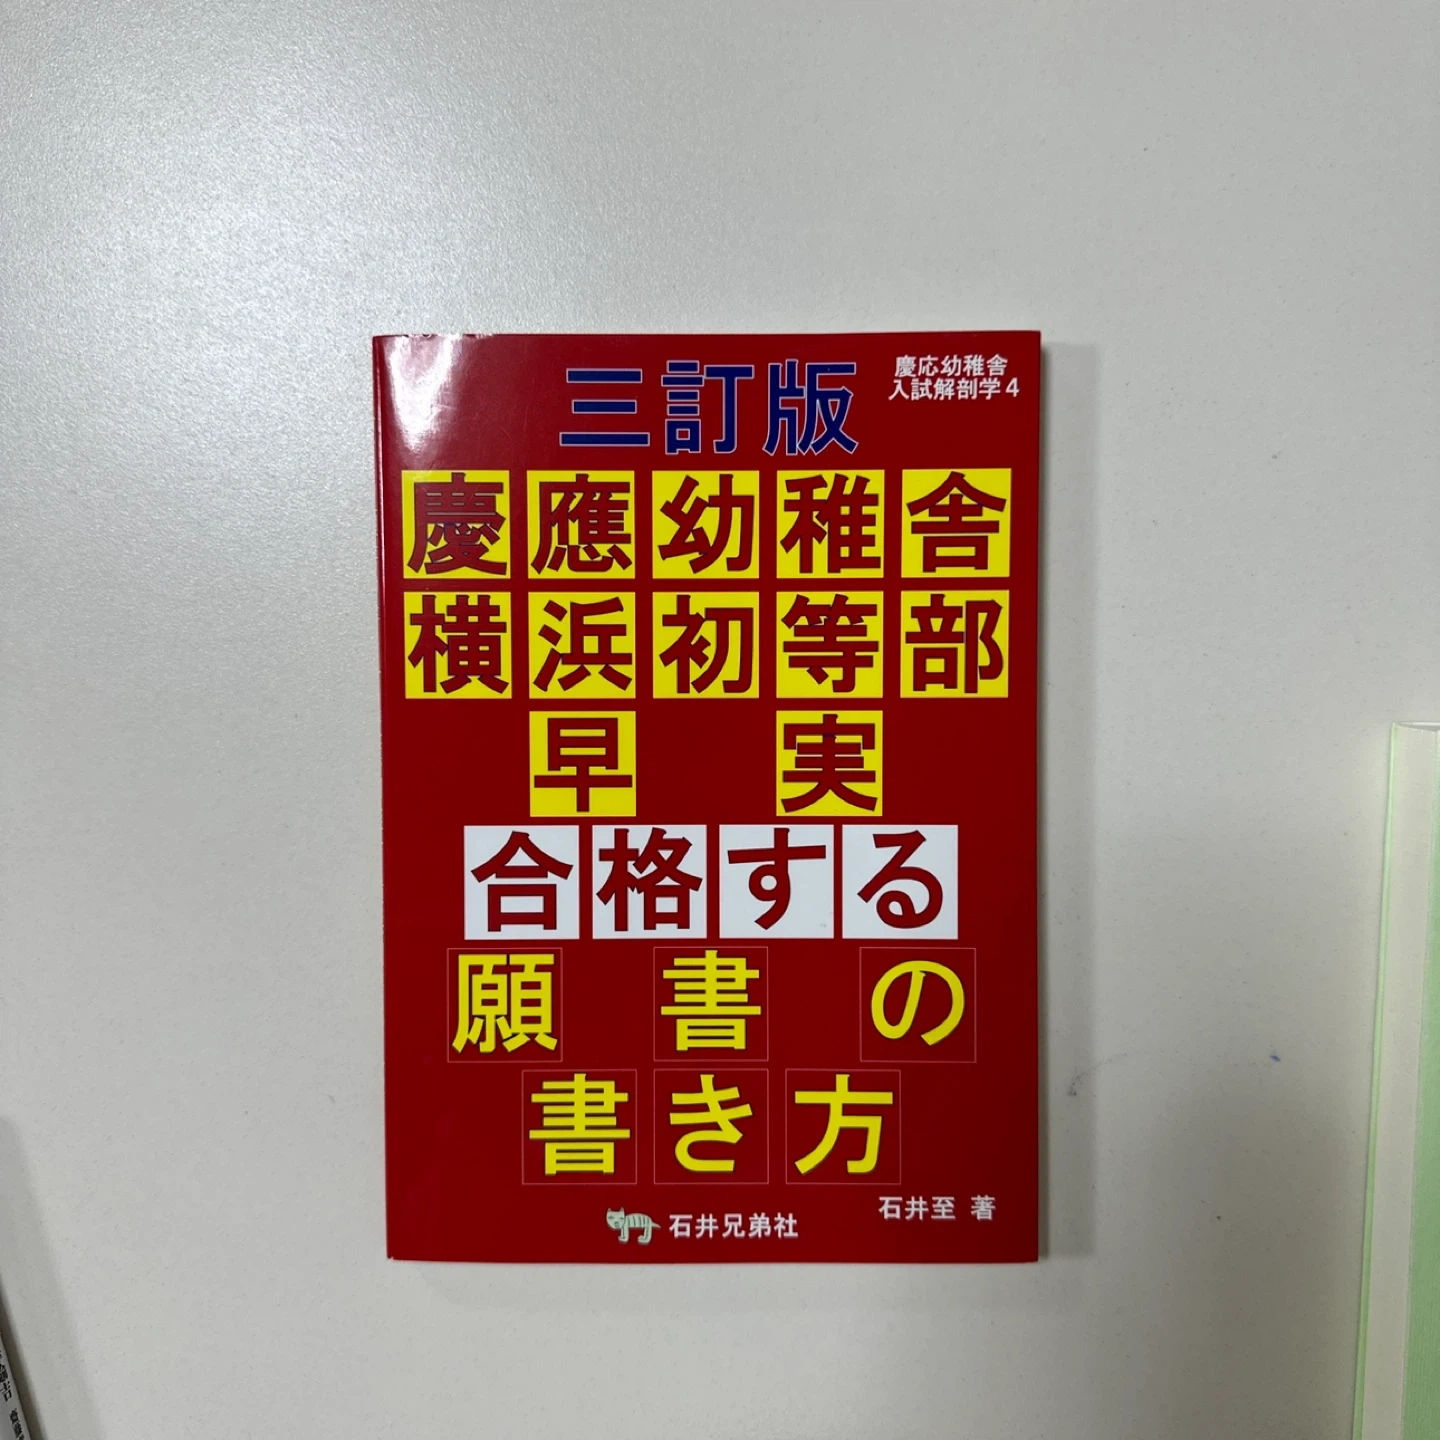 三訂版
慶応幼稚舎
入試解剖学4
慶應幼稚舎
横浜初等部
早実
合格する
願書の
書き方
石井至 著
石井兄弟社